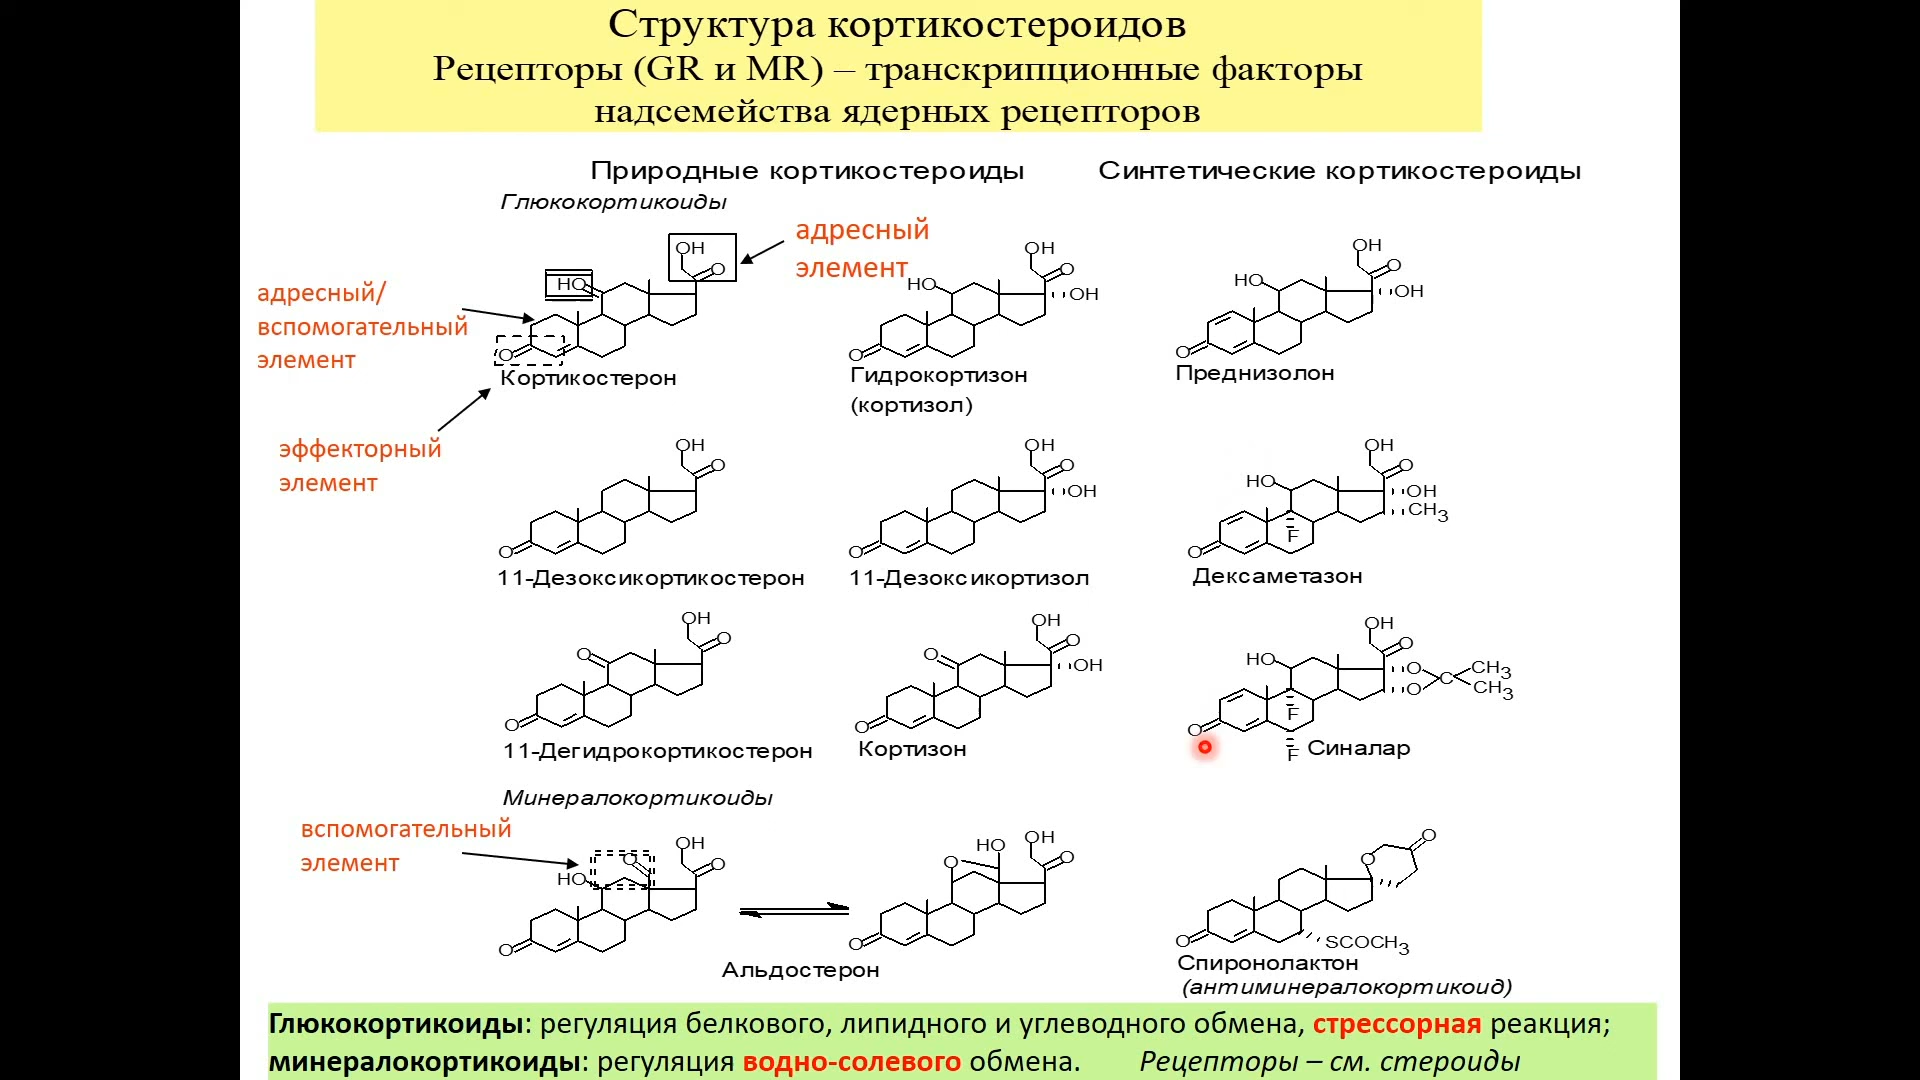 Структура кортикостероидов
Рецепторы (GR и MR) – транскрипционные факторы
надсемейства ядерных рецепторов
Природные кортикостероиды
Синтетические кортикостероиды
Глюкокортикоиды
адресный
элемент
адресный/
вспомогательный
элемент
эффекторный
элемент
OH
O
HO
O
Кортикостерон
OH
O
HO
OH
O
Гидрокортизон
(кортизол)
OH
O
HO
OH
O
Преднизолон
OH
O
O
11-Дезоксикортикостерон
OH
O
OH
O
11-Дезоксикортизол
OH
O
HO
OH
CH3
F
O
Дексаметазон
OH
O
O
O
11-Дегидрокортикостерон
OH
O
O
OH
O
Кортизон
OH
O
HO
O
C
CH3
O
CH3
F
O
F
Синалар
Минералокортикоиды
вспомогательный
элемент
OH
O
O
HO
O
HO
OH
O
O
O
Альдостерон
O
O
O
SCOCH3
Спиронолактон
(антиминералокортикоид)
Глюкокортикоиды: регуляция белкового, липидного и углеводного обмена, стрессорная реакция;
минералокортикоиды: регуляция водно-солевого обмена. Рецепторы – см. стероиды